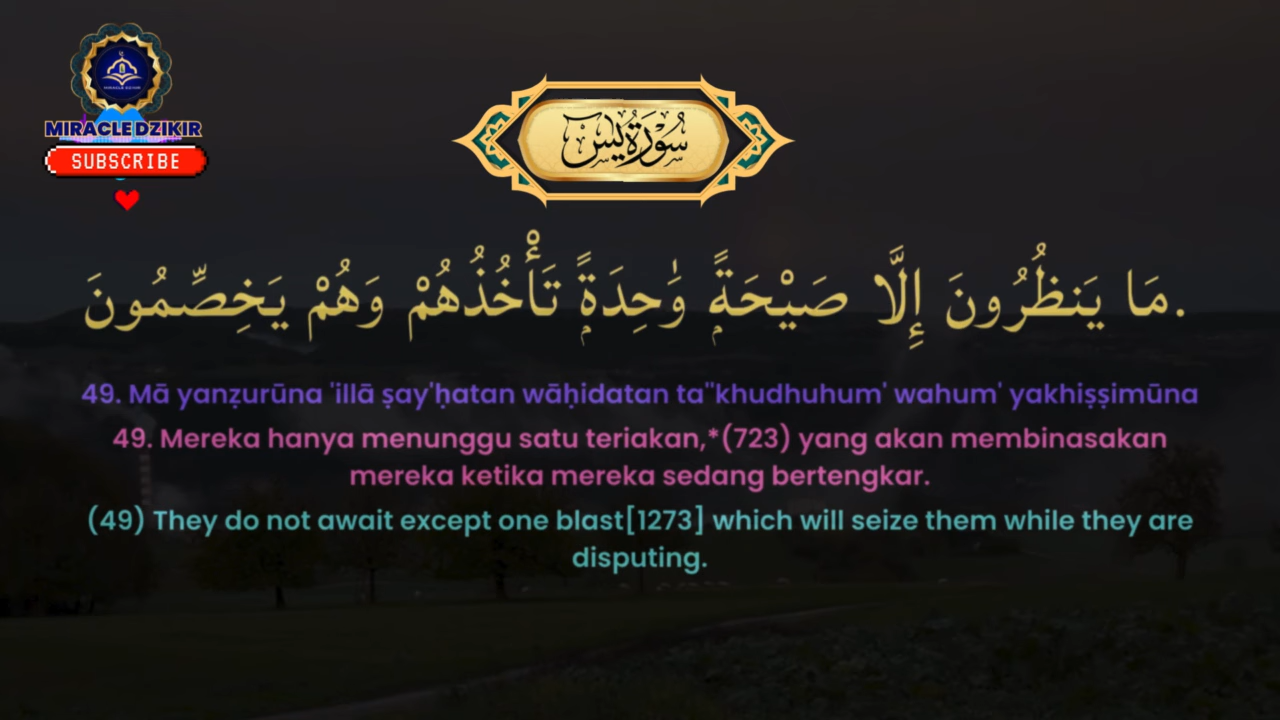 MIRACLE DZIKIR
MIRACLE DZIKIR
SUBSCRIBE
سُوْرَةُ يس
مَا يَنظُرُونَ إِلَّا صَيْحَةًۭ وَٰحِدَةًۭ تَأْخُذُهُمْ وَهُمْ يَخِصِّمُونَ.
49. Mā yanẓurūna 'illā ṣay'ḥatan wāḥidatan ta''khudhuhum' wahum' yakhiṣṣimūna
49. Mereka hanya menunggu satu teriakan,*(723) yang akan membinasakan
mereka ketika mereka sedang bertengkar.
(49) They do not await except one blast[1273] which will seize them while they are
disputing.